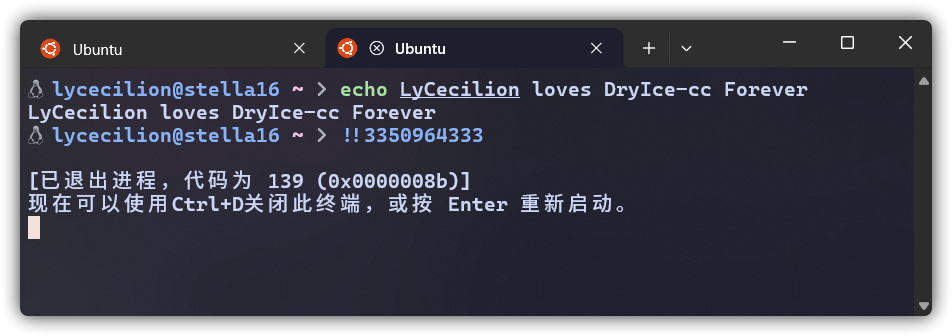 Ubuntu
Ubuntu
lycecilion@stella16 ~ > echo LyCecilion loves DryIce-cc Forever
LyCecilion loves DryIce-cc Forever
lycecilion@stella16 ~ > !!3350964333
[已退出进程，代码为 139 (0x0000008b)]
现在可以使用Ctrl+D关闭此终端，或按 Enter 重新启动。